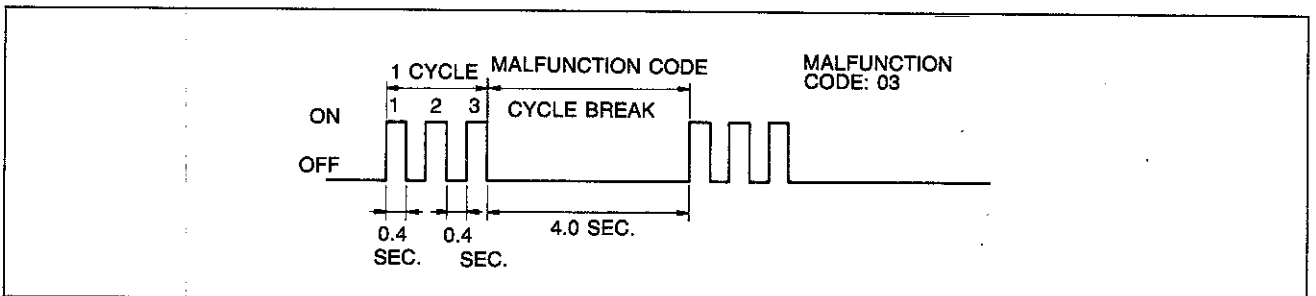 1 CYCLE
MALFUNCTION CODE
MALFUNCTION
CODE: 03
1 2 3
CYCLE BREAK
ON
OFF
0.4
SEC.
0.4
SEC.
4.0 SEC.